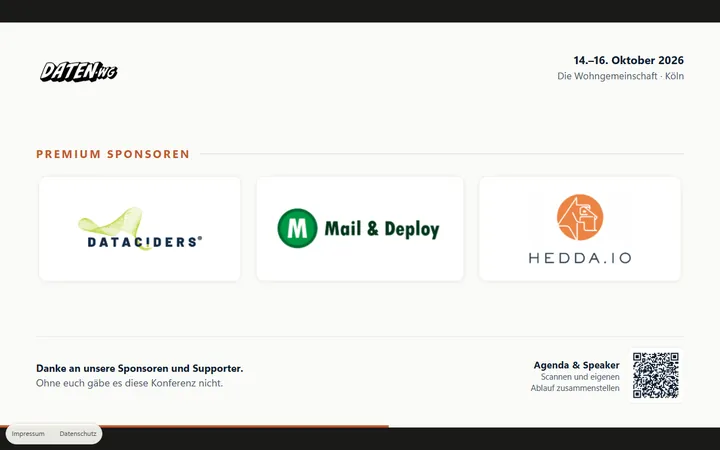 DATEN-WG
14.–16. Oktober 2026
Die Wohngemeinschaft · Köln
PREMIUM SPONSOREN
DATACIDERS®
M Mail & Deploy
HEDDA.IO
Danke an unsere Sponsoren und Supporter.
Ohne euch gäbe es diese Konferenz nicht.
Agenda & Speaker
Scannen und eigenen
Ablauf zusammenstellen
Impressum Datenschutz